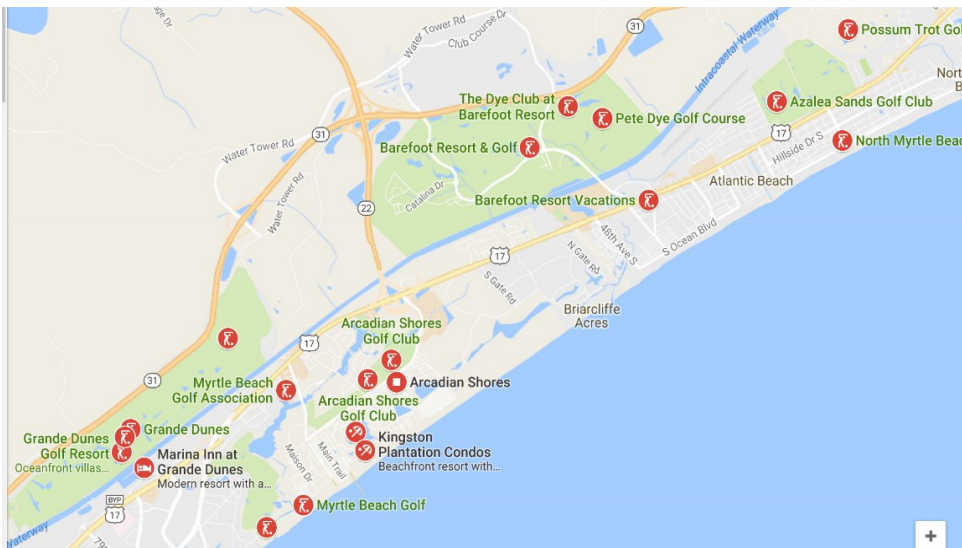 age Dr
Water Tower Rd
Club Course Dr
31
Intracoastal Waterway
Possum Trot Gol
Nort
B
The Dye Club at
Barefoot Resort
Pete Dye Golf Course
Azalea Sands Golf Club
17
31
Water Tower Rd
Barefoot Resort & Golf
Hillside Dr S
North Myrtle Beac
Water Tower Rd
Catalina Dr
Barefoot Resort Vacations
Atlantic Beach
22
48th Ave S
S Ocean Blvd
17
N Gate Rd
S Gate Rd
Briarcliffe
Acres
Arcadian Shores
Golf Club
17
31
Myrtle Beach
Golf Association
Arcadian Shores
Arcadian Shores
Golf Club
Grande Dunes
Grande Dunes
Golf Resort
Oceanfront villas...
Kingston
Plantation Condos
Beachfront resort with...
Marina Inn at
Grande Dunes
Modern resort with a...
Maison Dr
Main Trail
BYP
17
Myrtle Beach Golf
Waterway
79
+